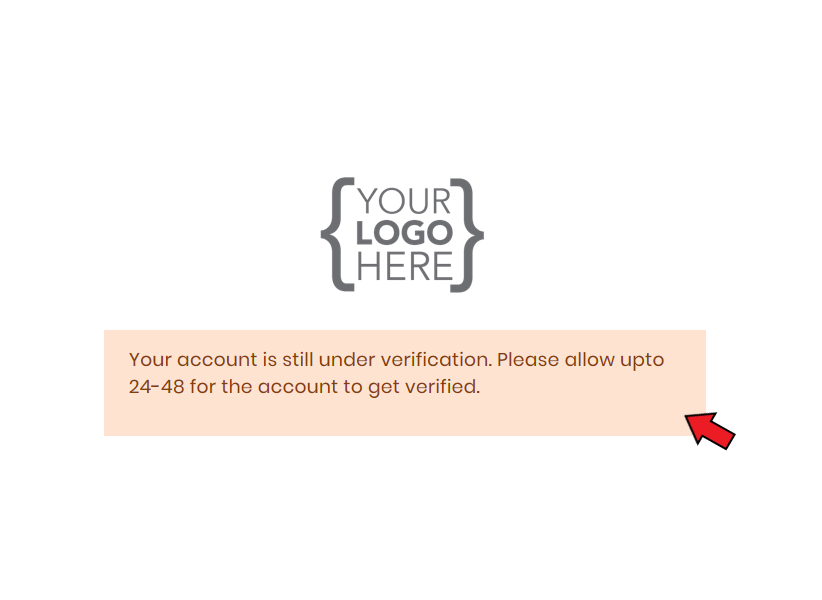 YOUR
LOGO
HERE
Your account is still under verification. Please allow upto
24-48 for the account to get verified.